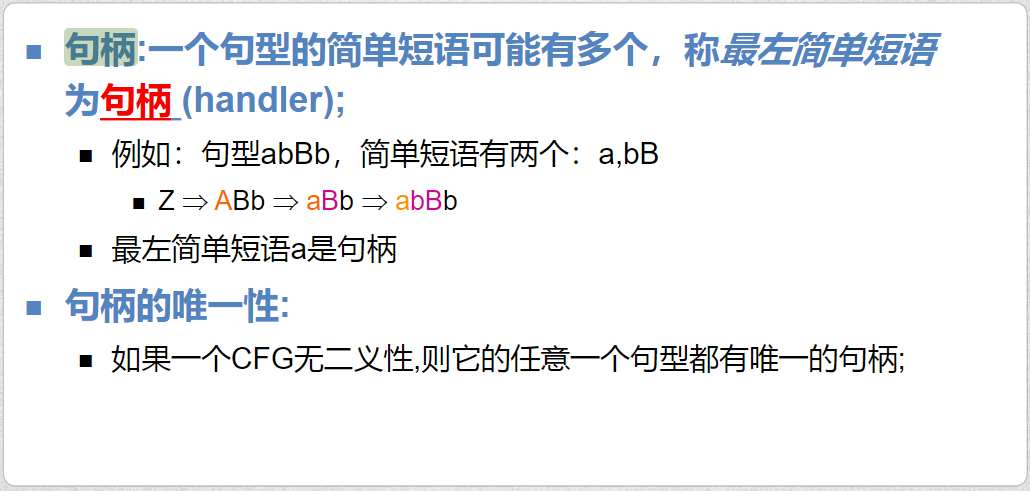 句柄:一个句型的简单短语可能有多个，称最左简单短语
为句柄 (handler);
例如：句型abBb，简单短语有两个：a,bB
Z ⇒ ABb ⇒ aBb ⇒ abBb
最左简单短语a是句柄
句柄的唯一性:
如果一个CFG无二义性,则它的任意一个句型都有唯一的句柄;